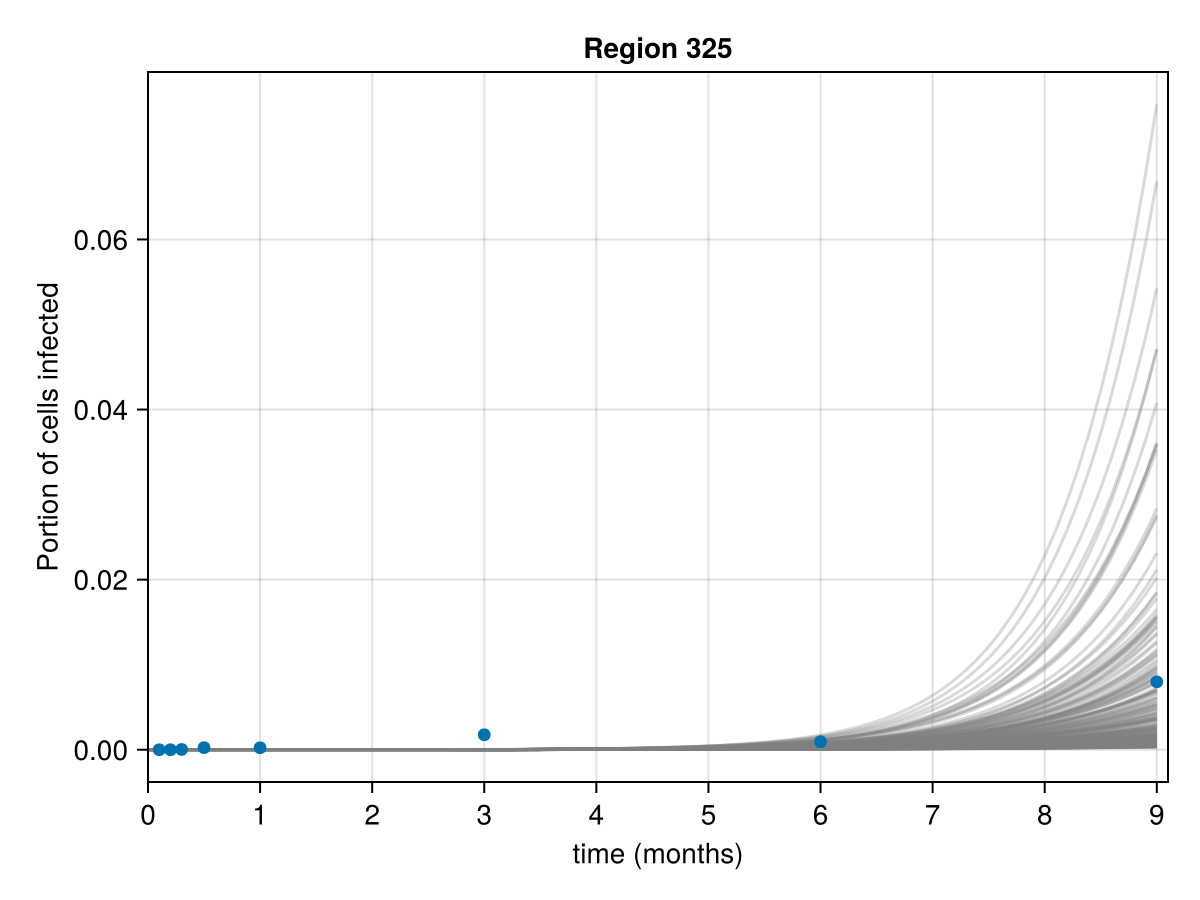 Region 325
Portion of cells infected
0.06
0.04
0.02
0.00
0 1 2 3 4 5 6 7 8 9
time (months)